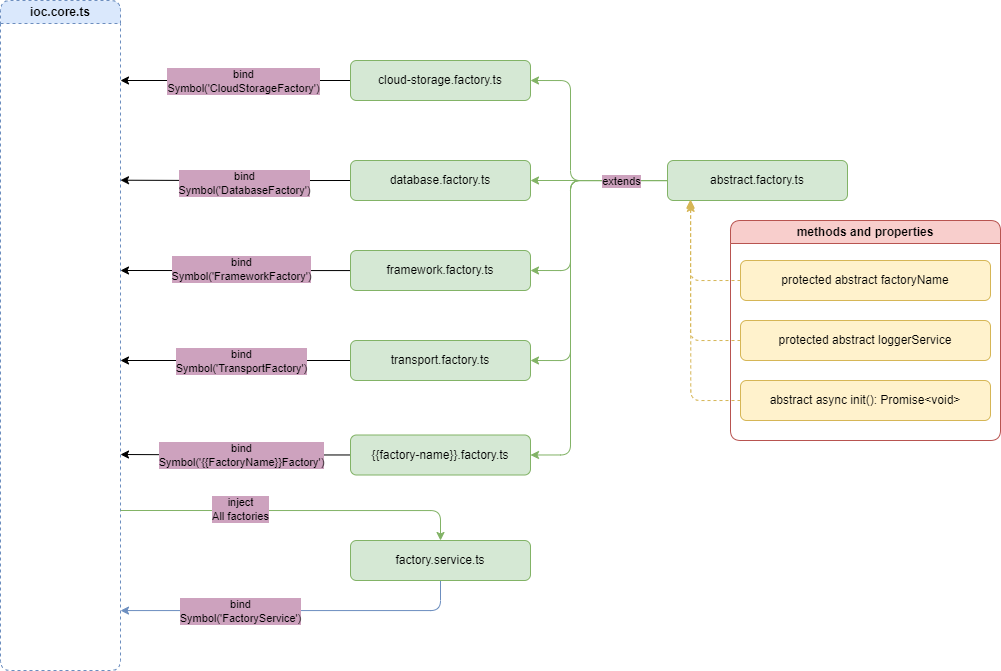 ioc.core.ts
bind
Symbol('CloudStorageFactory')
cloud-storage.factory.ts
bind
Symbol('DatabaseFactory')
database.factory.ts
extends
abstract.factory.ts
methods and properties
bind
Symbol('FrameworkFactory')
framework.factory.ts
protected abstract factoryName
bind
Symbol('TransportFactory')
transport.factory.ts
protected abstract loggerService
abstract async init(): Promise<void>
bind
Symbol('{{FactoryName}}Factory')
{{factory-name}}.factory.ts
inject
All factories
factory.service.ts
bind
Symbol('FactoryService')